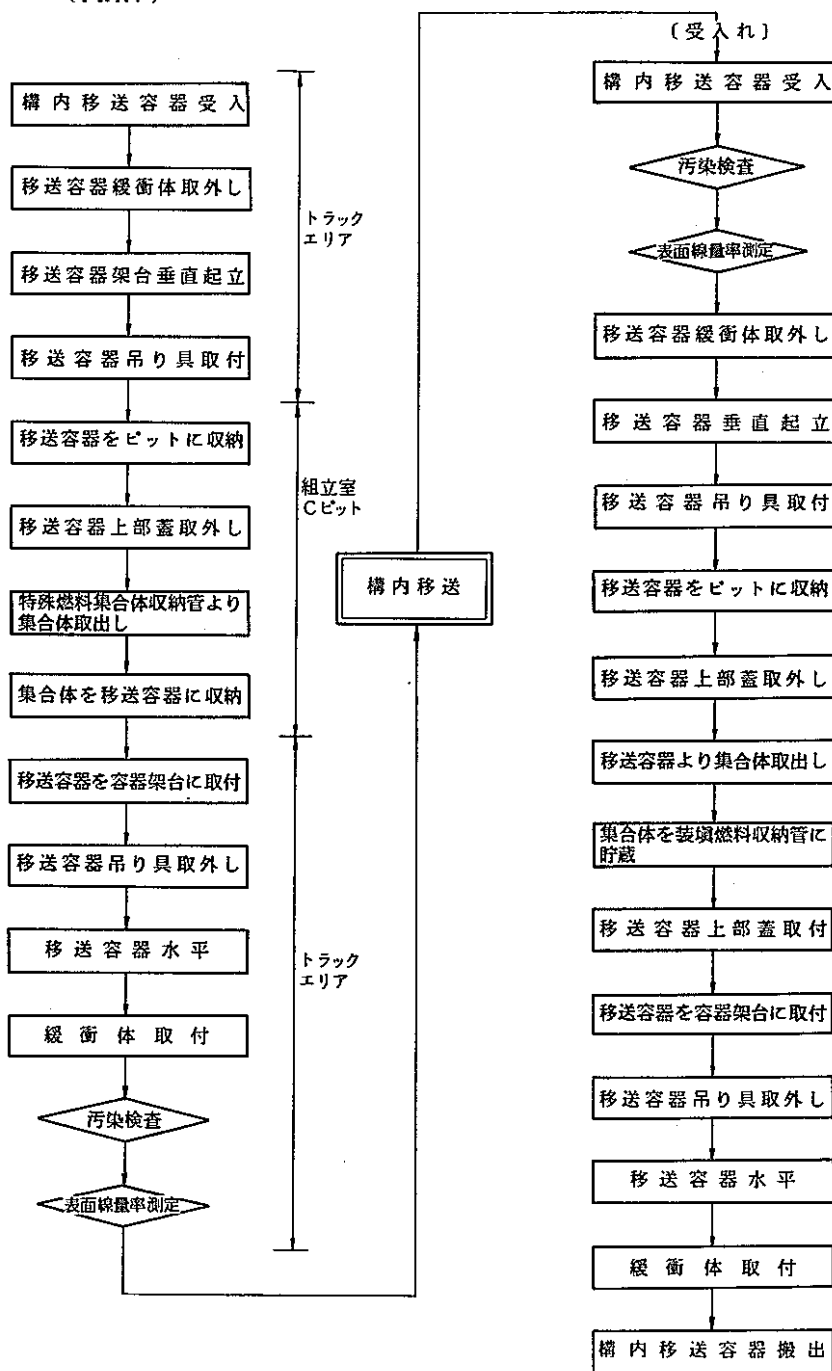 構内移送容器受入
移送容器緩衝体取外し
移送容器架台垂直起立
移送容器吊り具取付
移送容器をピットに収納
移送容器上部蓋取外し
特殊燃料集合体収納管より
集合体取出し
集合体を移送容器に収納
移送容器を容器架台に取付
移送容器吊り具取外し
移送容器水平
緩衝体取付
汚染検査
表面線量率測定
トラック
エリア
組立室
Cピット
トラック
エリア
構内移送
〔受入れ〕
構内移送容器受入
汚染検査
表面線量率測定
移送容器緩衝体取外し
移送容器垂直起立
移送容器吊り具取付
移送容器をピットに収納
移送容器上部蓋取外し
移送容器より集合体取出し
集合体を装塡燃料収納管に
貯蔵
移送容器上部蓋取付
移送容器を容器架台に取付
移送容器吊り具取外し
移送容器水平
緩衝体取付
構内移送容器搬出